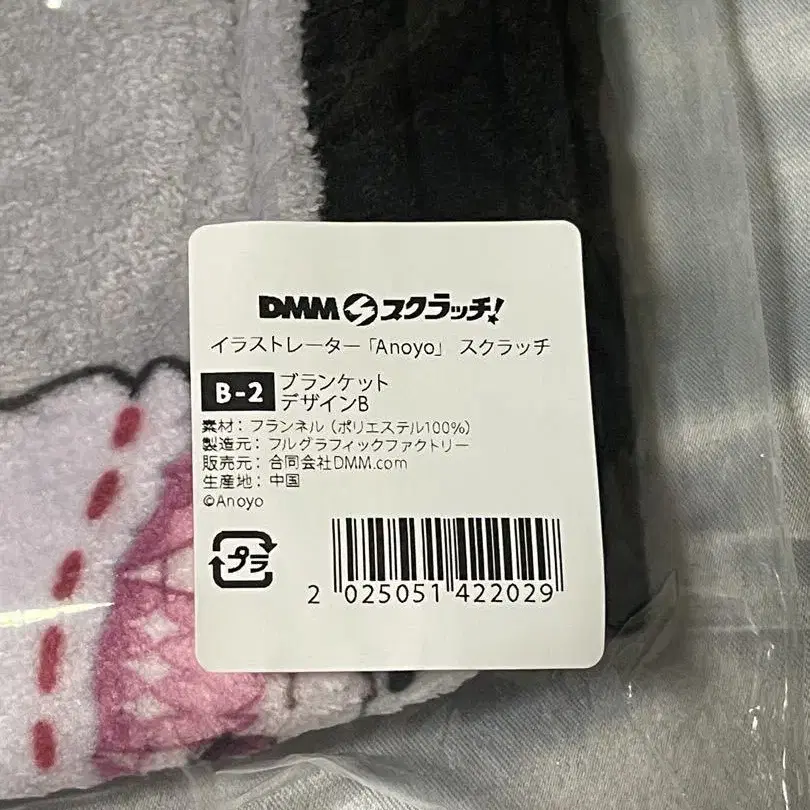 DMM スクラッチ!
イラストレーター「Anoyo」 スクラッチ
B-2 ブランケット
デザインB
素材: フランネル (ポリエステル100%)
製造元: フルグラフィックファクトリー
販売元: 合同会社DMM.com
生産地: 中国
©Anoyo
プラ
2 025051 422029